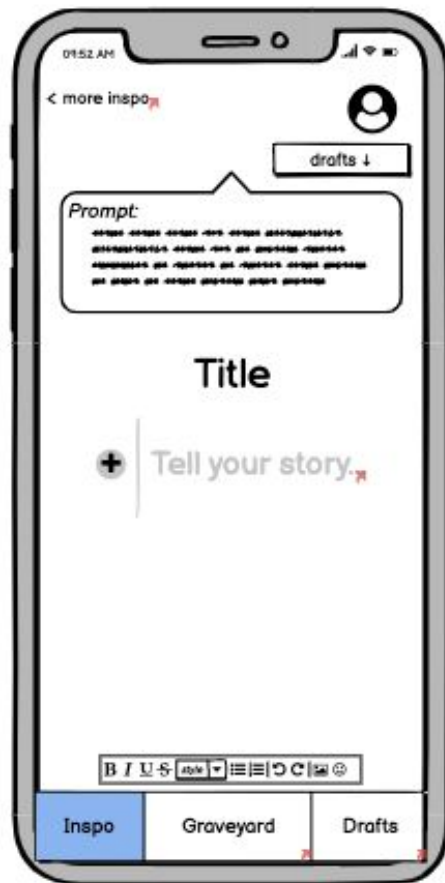 09:52 AM
< more inspo
drafts ↓
Prompt:
Title
Tell your story.
B I U S style
Inspo Graveyard Drafts